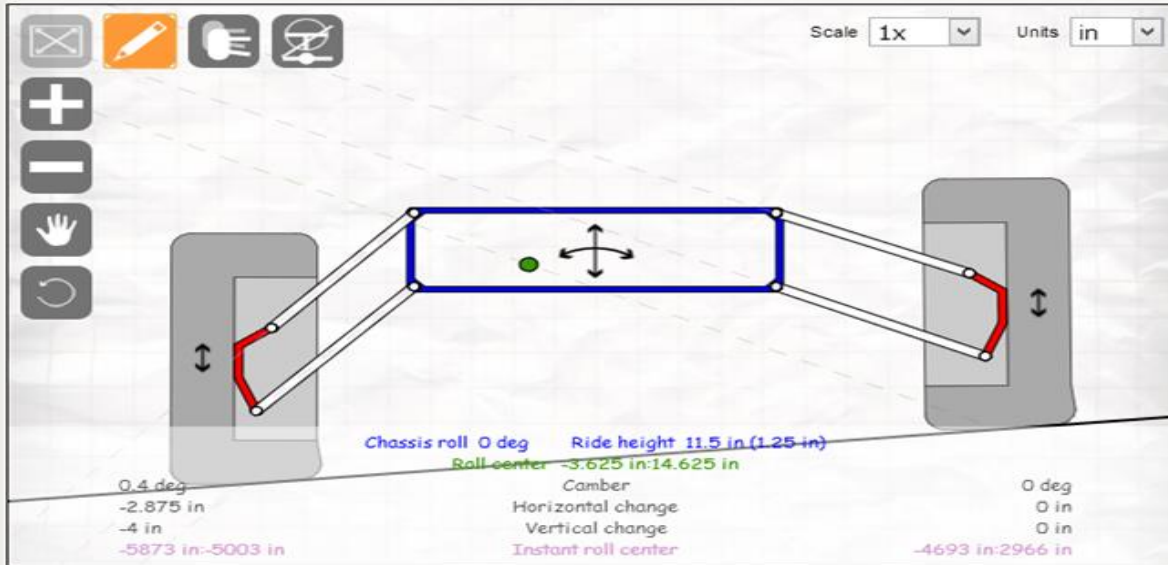 Scale 1x Units in
Chassis roll 0 deg Ride height 11.5 in (1.25 in)
Roll center -3.625 in:14.625 in
0.4 deg Camber 0 deg
-2.875 in Horizontal change 0 in
-4 in Vertical change 0 in
-5873 in:-5003 in Instant roll center -4693 in:2966 in